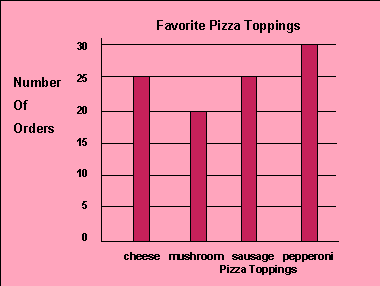 Favorite Pizza Toppings
Number
Of
Orders
30
25
20
15
10
5
0
cheese mushroom sausage pepperoni
Pizza Toppings